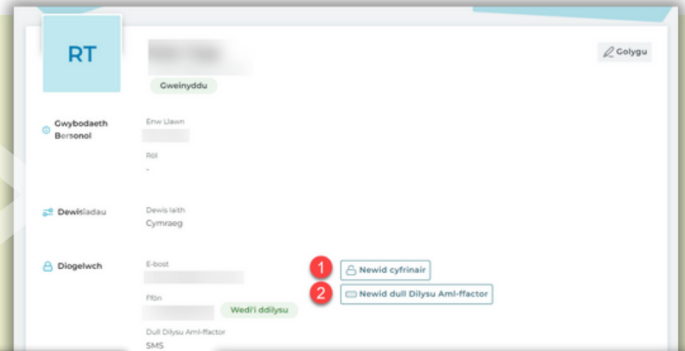 RT
Golygu
Gweinyddu
Gwybodaeth
Bersonol
Enw Llawn
Rôl
-
Dewisiadau
Dewis Iaith
Cymraeg
Diogelwch
E-bost
1 Newid cyfrinair
2 Newid dull Dilysu Aml-ffactor
Ffôn
Wedi'i ddilysu
Dull Dilysu Aml-ffactor
SMS